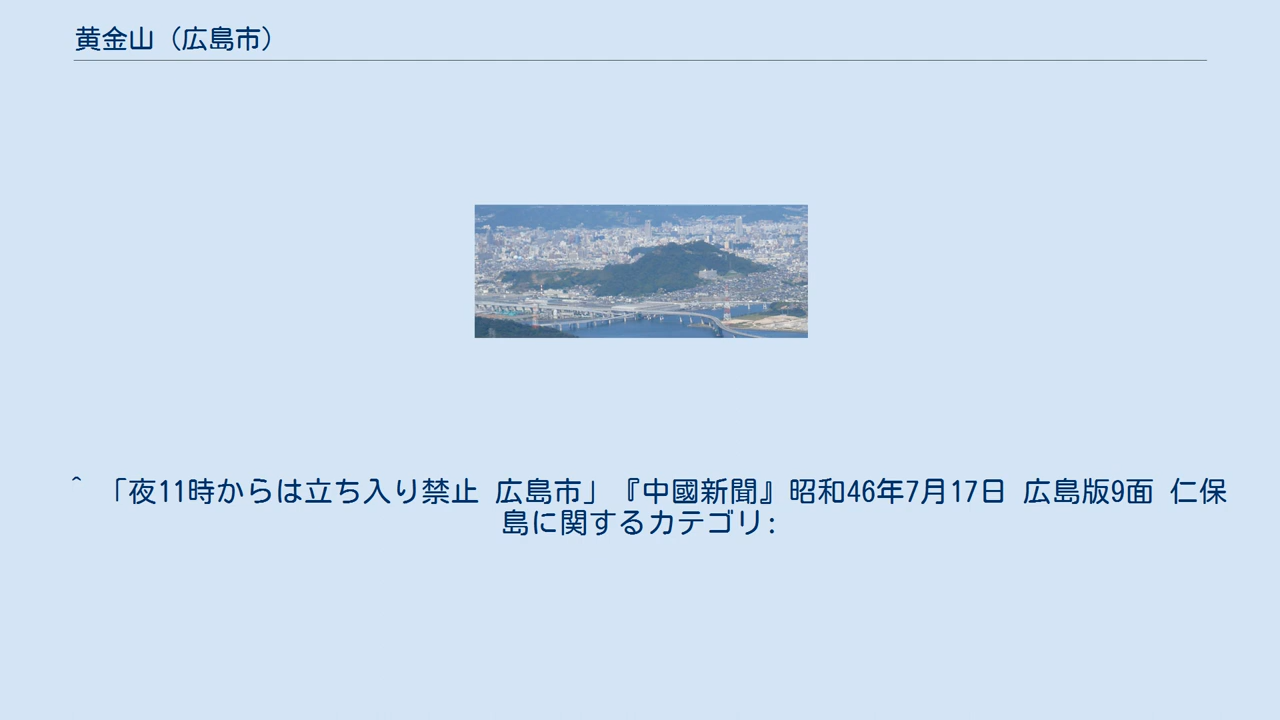 黄金山（広島市）
^ 「夜11時からは立ち入り禁止 広島市」『中國新聞』昭和46年7月17日 広島版9面 仁保
島に関するカテゴリ: